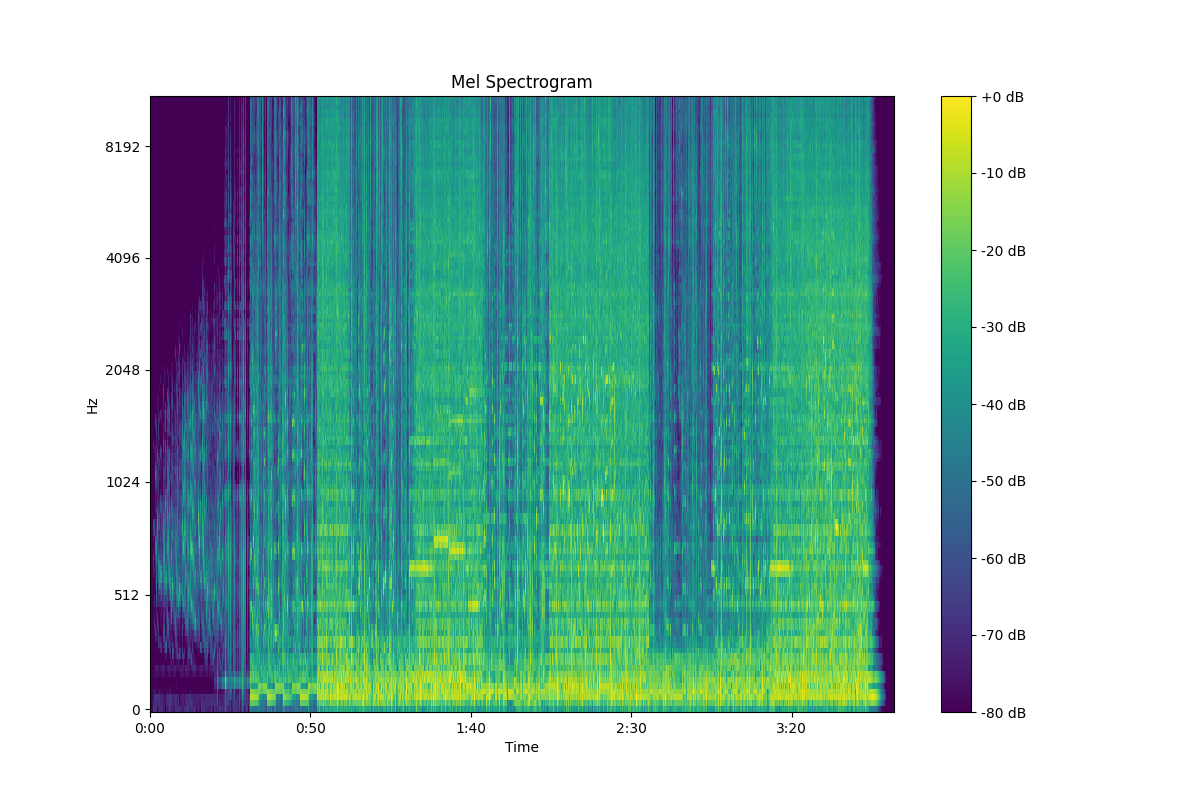 Mel Spectrogram
+0 dB
8192
-10 dB
-20 dB
4096
-30 dB
2048
-40 dB
Hz
1024
-50 dB
-60 dB
512
-70 dB
0
-80 dB
0:00 0:50 1:40 2:30 3:20
Time